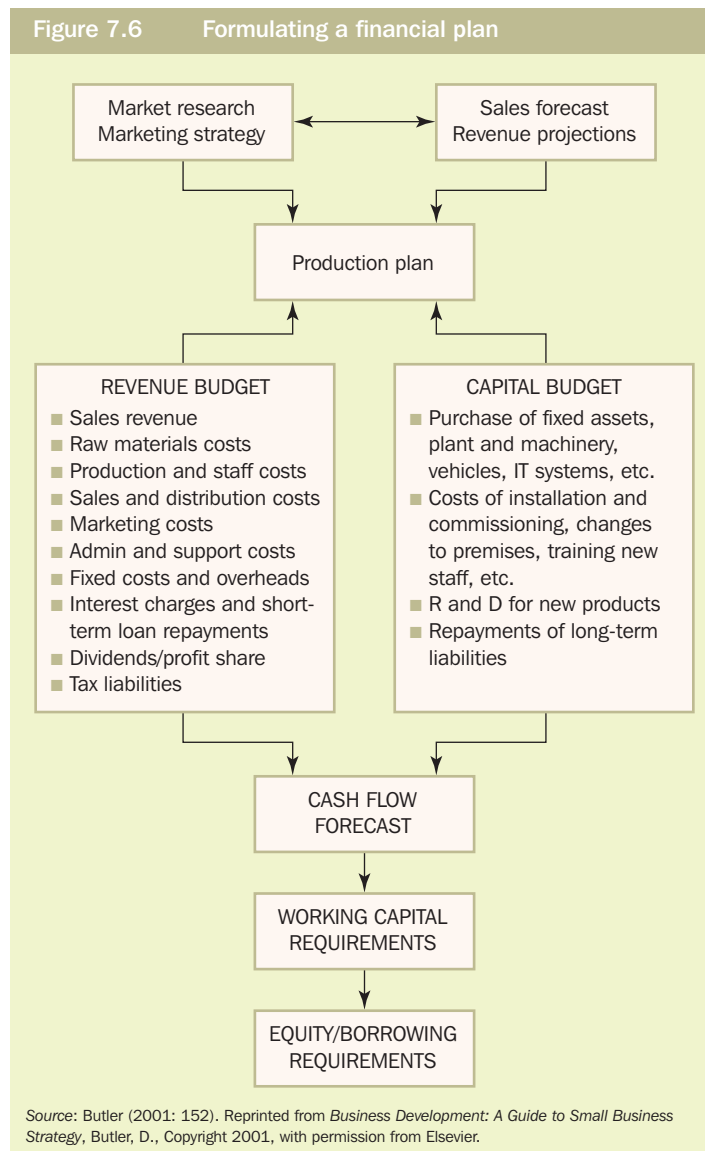 Figure 7.6 Formulating a financial plan
Market research
Marketing strategy
Sales forecast
Revenue projections
Production plan
REVENUE BUDGET
■ Sales revenue
■ Raw materials costs
■ Production and staff costs
■ Sales and distribution costs
■ Marketing costs
■ Admin and support costs
■ Fixed costs and overheads
■ Interest charges and short-
term loan repayments
■ Dividends/profit share
■ Tax liabilities
CAPITAL BUDGET
■ Purchase of fixed assets,
plant and machinery,
vehicles, IT systems, etc.
■ Costs of installation and
commissioning, changes
to premises, training new
staff, etc.
■ R and D for new products
■ Repayments of long-term
liabilities
CASH FLOW
FORECAST
WORKING CAPITAL
REQUIREMENTS
EQUITY/BORROWING
REQUIREMENTS
Source: Butler (2001: 152). Reprinted from Business Development: A Guide to Small Business
Strategy, Butler, D., Copyright 2001, with permission from Elsevier.